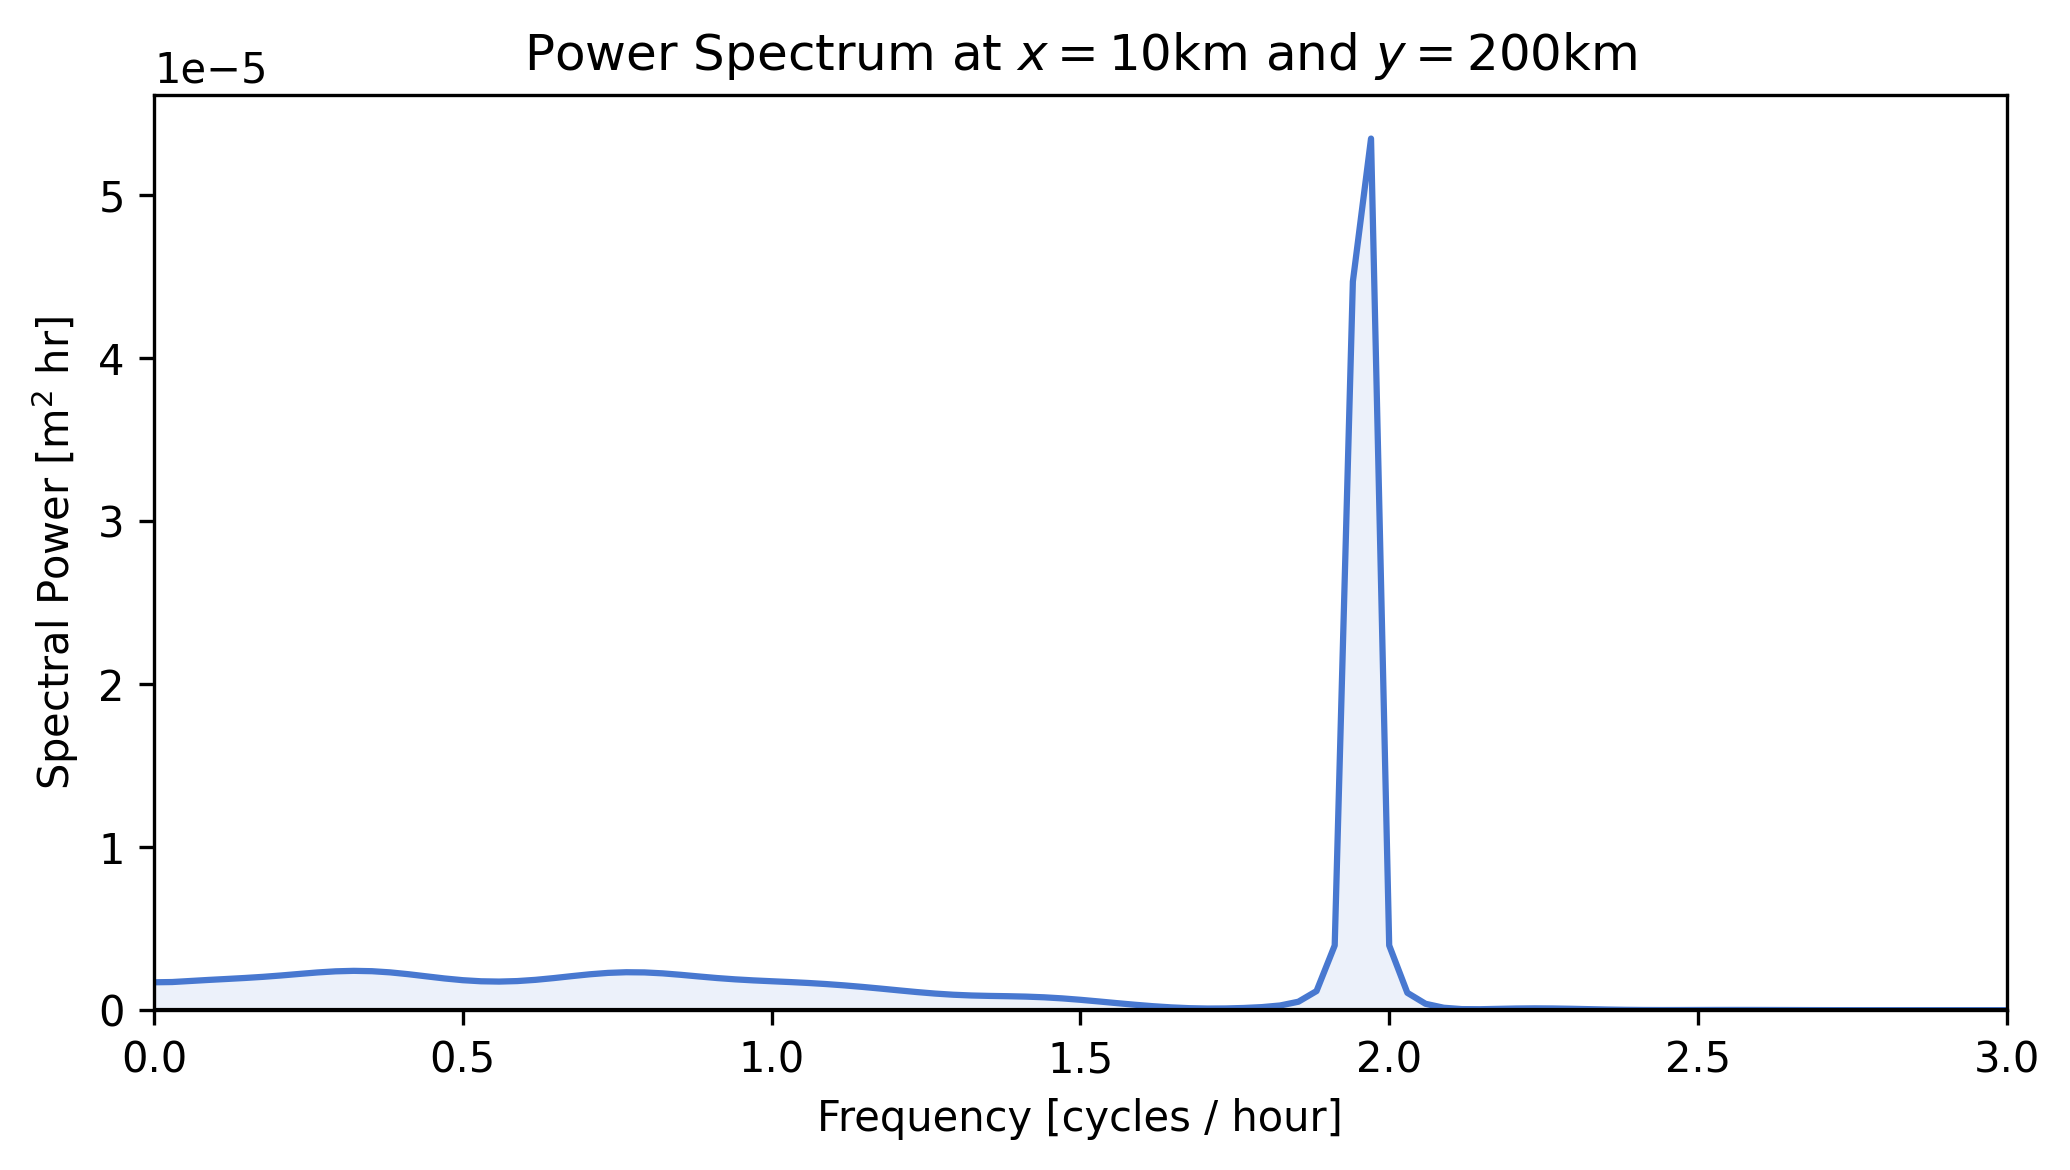 Power Spectrum at x = 10km and y = 200km
1e−5
5
4
3
2
1
0
Spectral Power [m² hr]
0.0 0.5 1.0 1.5 2.0 2.5 3.0
Frequency [cycles / hour]